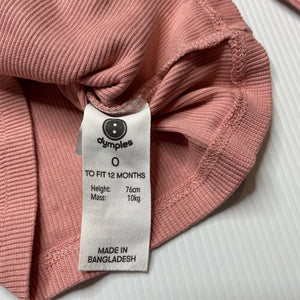 dymples
0
TO FIT 12 MONTHS
Height: 76cm
Mass: 10kg
MADE IN
BANGLADESH